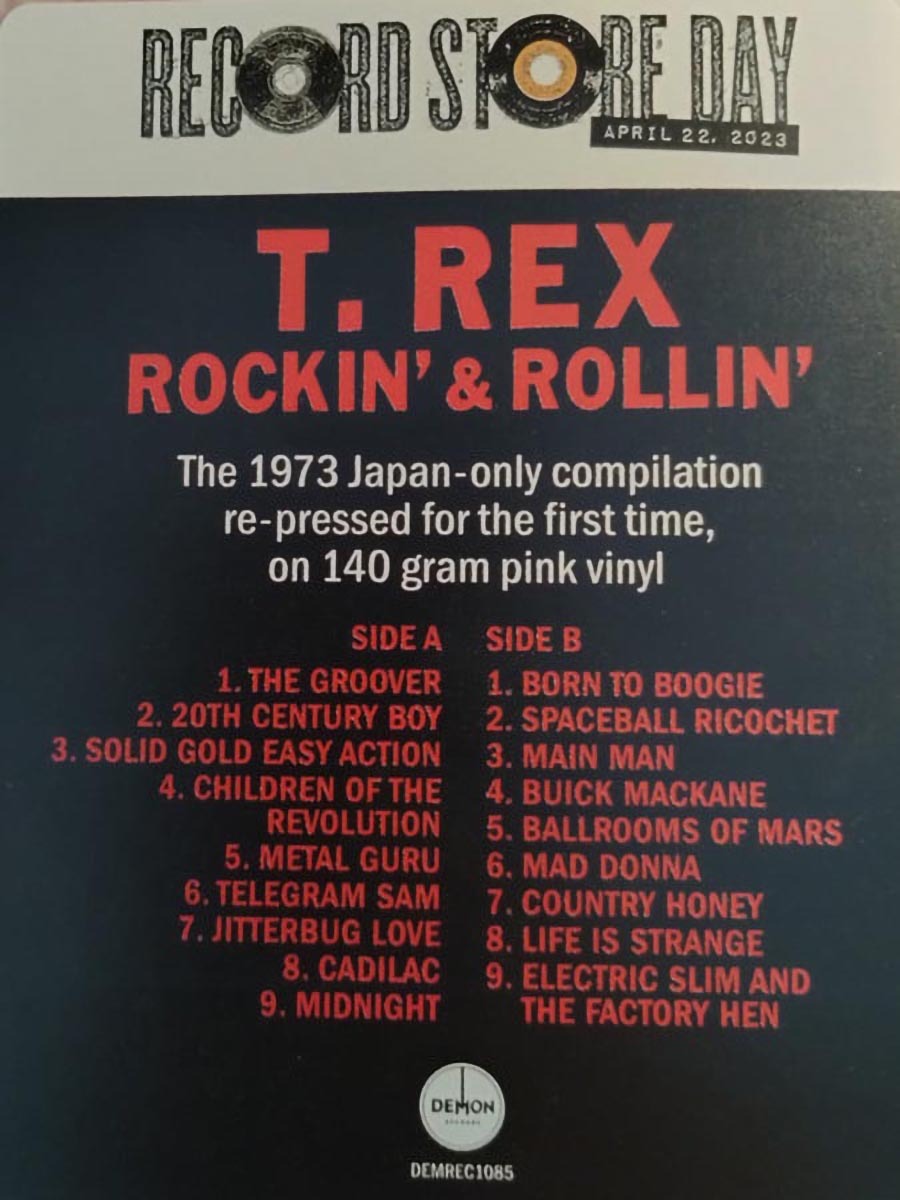 RECORD STORE DAY
APRIL 22, 2023
T. REX
ROCKIN' & ROLLIN'
The 1973 Japan-only compilation
re-pressed for the first time,
on 140 gram pink vinyl
SIDE A
1. THE GROOVER
2. 20TH CENTURY BOY
3. SOLID GOLD EASY ACTION
4. CHILDREN OF THE
REVOLUTION
5. METAL GURU
6. TELEGRAM SAM
7. JITTERBUG LOVE
8. CADILAC
9. MIDNIGHT
SIDE B
1. BORN TO BOOGIE
2. SPACEBALL RICOCHET
3. MAIN MAN
4. BUICK MACKANE
5. BALLROOMS OF MARS
6. MAD DONNA
7. COUNTRY HONEY
8. LIFE IS STRANGE
9. ELECTRIC SLIM AND
THE FACTORY HEN
DEMON
DEMREC1085